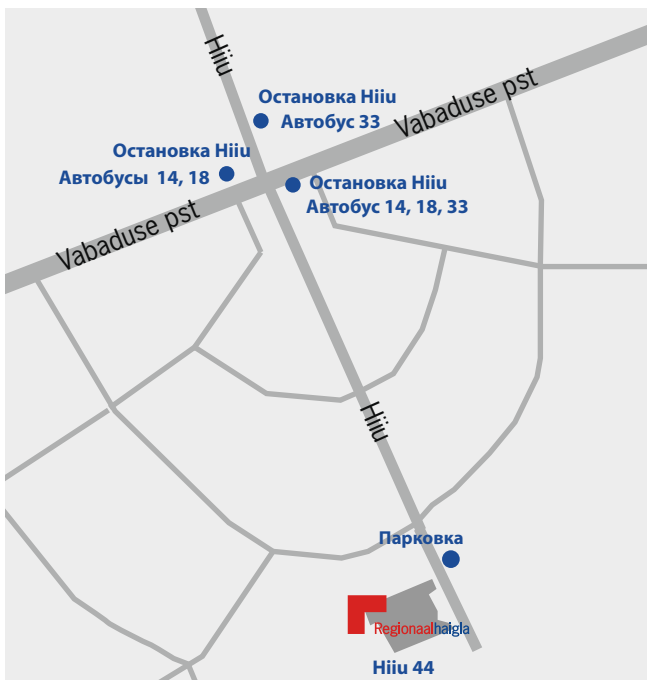 Hiiu
Остановка Hiiu
Автобус 33
Vabaduse pst
Остановка Hiiu
Автобусы 14, 18
Остановка Hiiu
Автобус 14, 18, 33
Vabaduse pst
Hiiu
Парковка
Regionaalhaigla
Hiiu 44